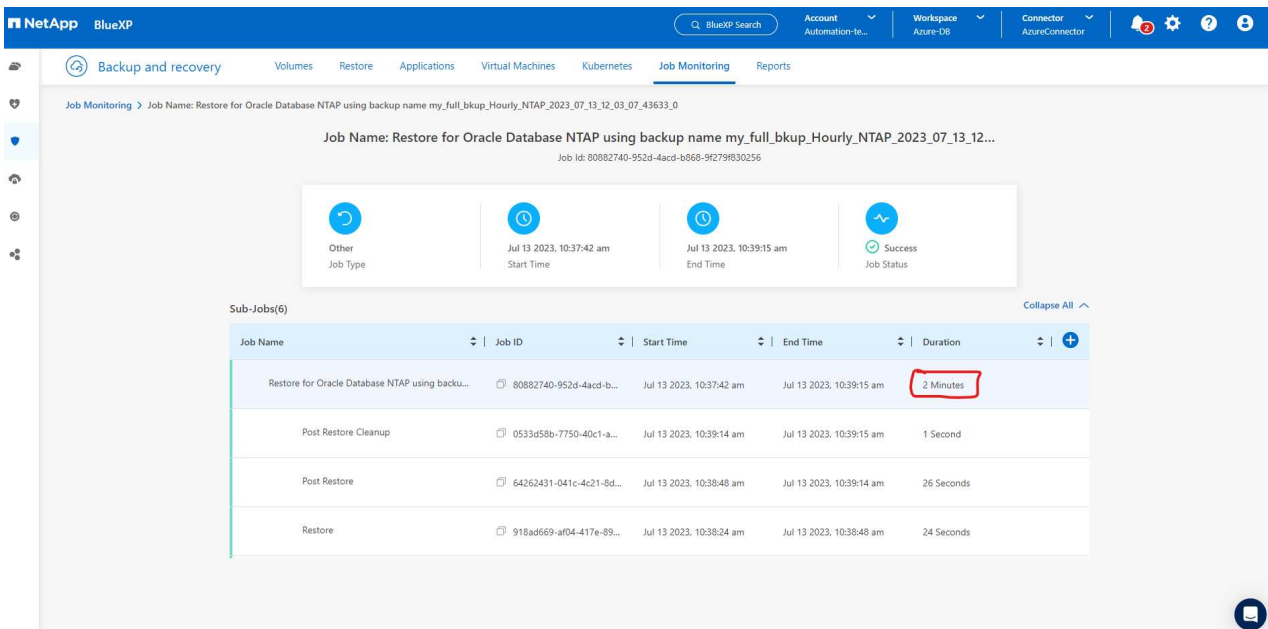 NetApp BlueXP
BlueXP Search
Account
Automation-te...
Workspace
Azure-DB
Connector
AzureConnector
2
Backup and recovery
Volumes
Restore
Applications
Virtual Machines
Kubernetes
Job Monitoring
Reports
Job Monitoring > Job Name: Restore for Oracle Database NTAP using backup name my_full_bkup_Hourly_NTAP_2023_07_13_12_03_07_43633_0
Job Name: Restore for Oracle Database NTAP using backup name my_full_bkup_Hourly_NTAP_2023_07_13_12...
Job Id: 80882740-952d-4acd-b868-9f279f830256
Other
Job Type
Jul 13 2023, 10:37:42 am
Start Time
Jul 13 2023, 10:39:15 am
End Time
Success
Job Status
Sub-Jobs(6)
Collapse All
Job Name | Job ID | Start Time | End Time | Duration |
Restore for Oracle Database NTAP using backu... 80882740-952d-4acd-b... Jul 13 2023, 10:37:42 am Jul 13 2023, 10:39:15 am 2 Minutes
Post Restore Cleanup 0533d58b-7750-40c1-a... Jul 13 2023, 10:39:14 am Jul 13 2023, 10:39:15 am 1 Second
Post Restore 64262431-041c-4c21-8d... Jul 13 2023, 10:38:48 am Jul 13 2023, 10:39:14 am 26 Seconds
Restore 918ad669-af04-417e-89... Jul 13 2023, 10:38:24 am Jul 13 2023, 10:38:48 am 24 Seconds